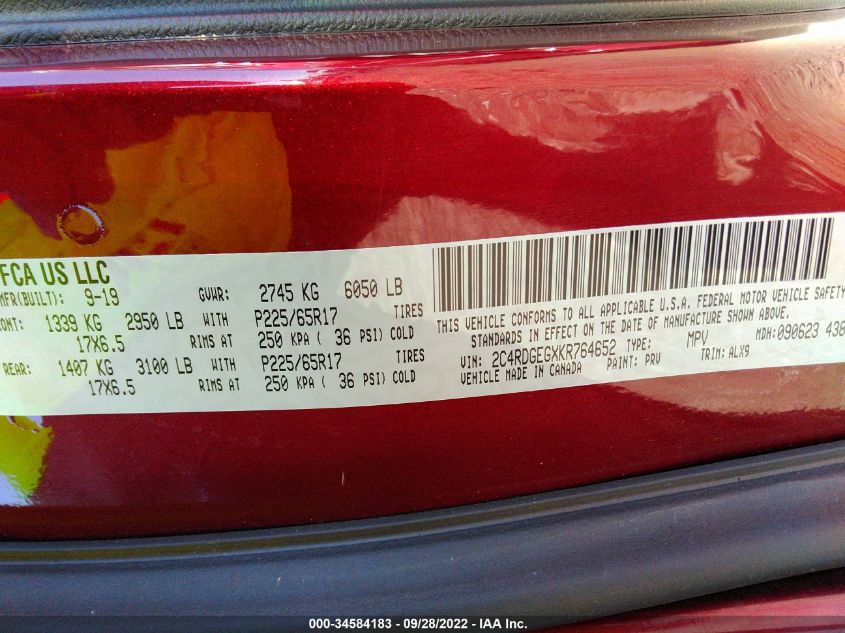 FCA US LLC
MFR(BUILT): 9-19 GVWR: 2745 KG 6050 LB
RONT: 1339 KG 2950 LB WITH P225/65R17 TIRES
17X6.5 RIMS AT 250 KPA ( 36 PSI) COLD
REAR: 1407 KG 3100 LB WITH P225/65R17 TIRES
17X6.5 RIMS AT 250 KPA ( 36 PSI) COLD
THIS VEHICLE CONFORMS TO ALL APPLICABLE U.S.A. FEDERAL MOTOR VEHICLE SAFETY
STANDARDS IN EFFECT ON THE DATE OF MANUFACTURE SHOWN ABOVE.
VIN: 2C4RDGEGXKR764652 TYPE: MPV MDH: 090623 438
VEHICLE MADE IN CANADA PAINT: PRV TRIM: ALX9
000-34584183 - 09/28/2022 - IAA Inc.